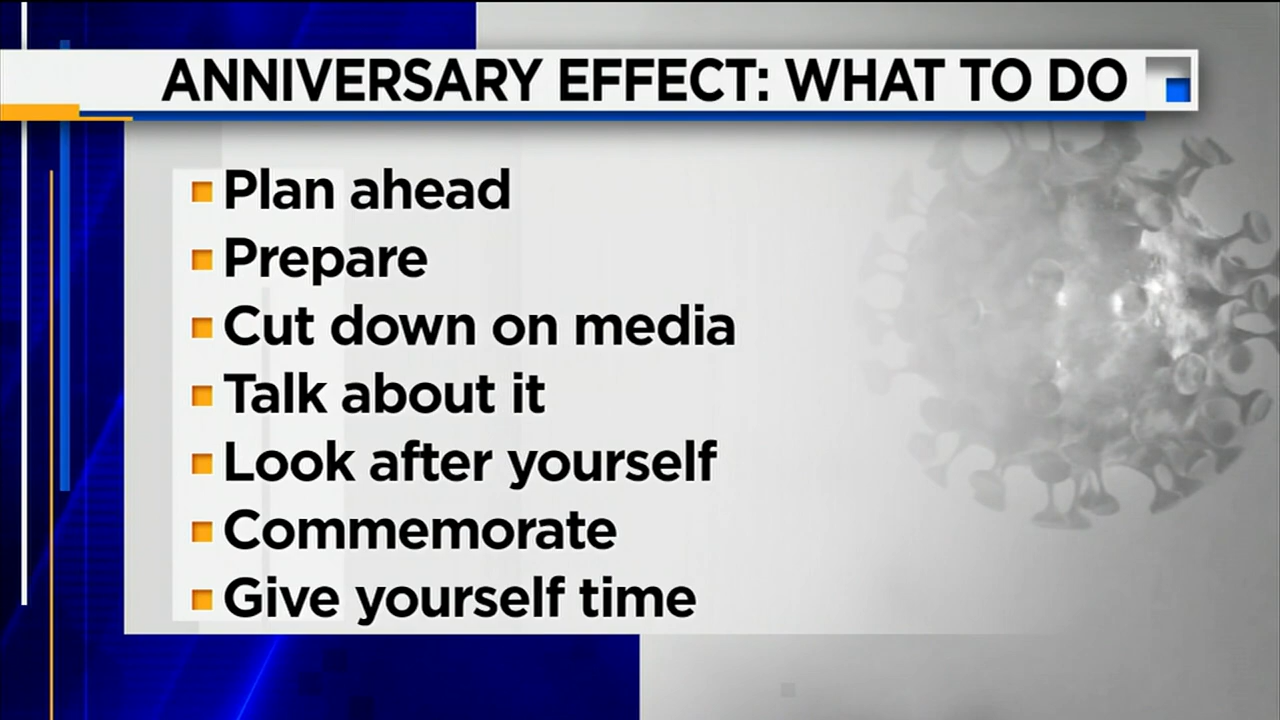 ANNIVERSARY EFFECT: WHAT TO DO
Plan ahead
Prepare
Cut down on media
Talk about it
Look after yourself
Commemorate
Give yourself time